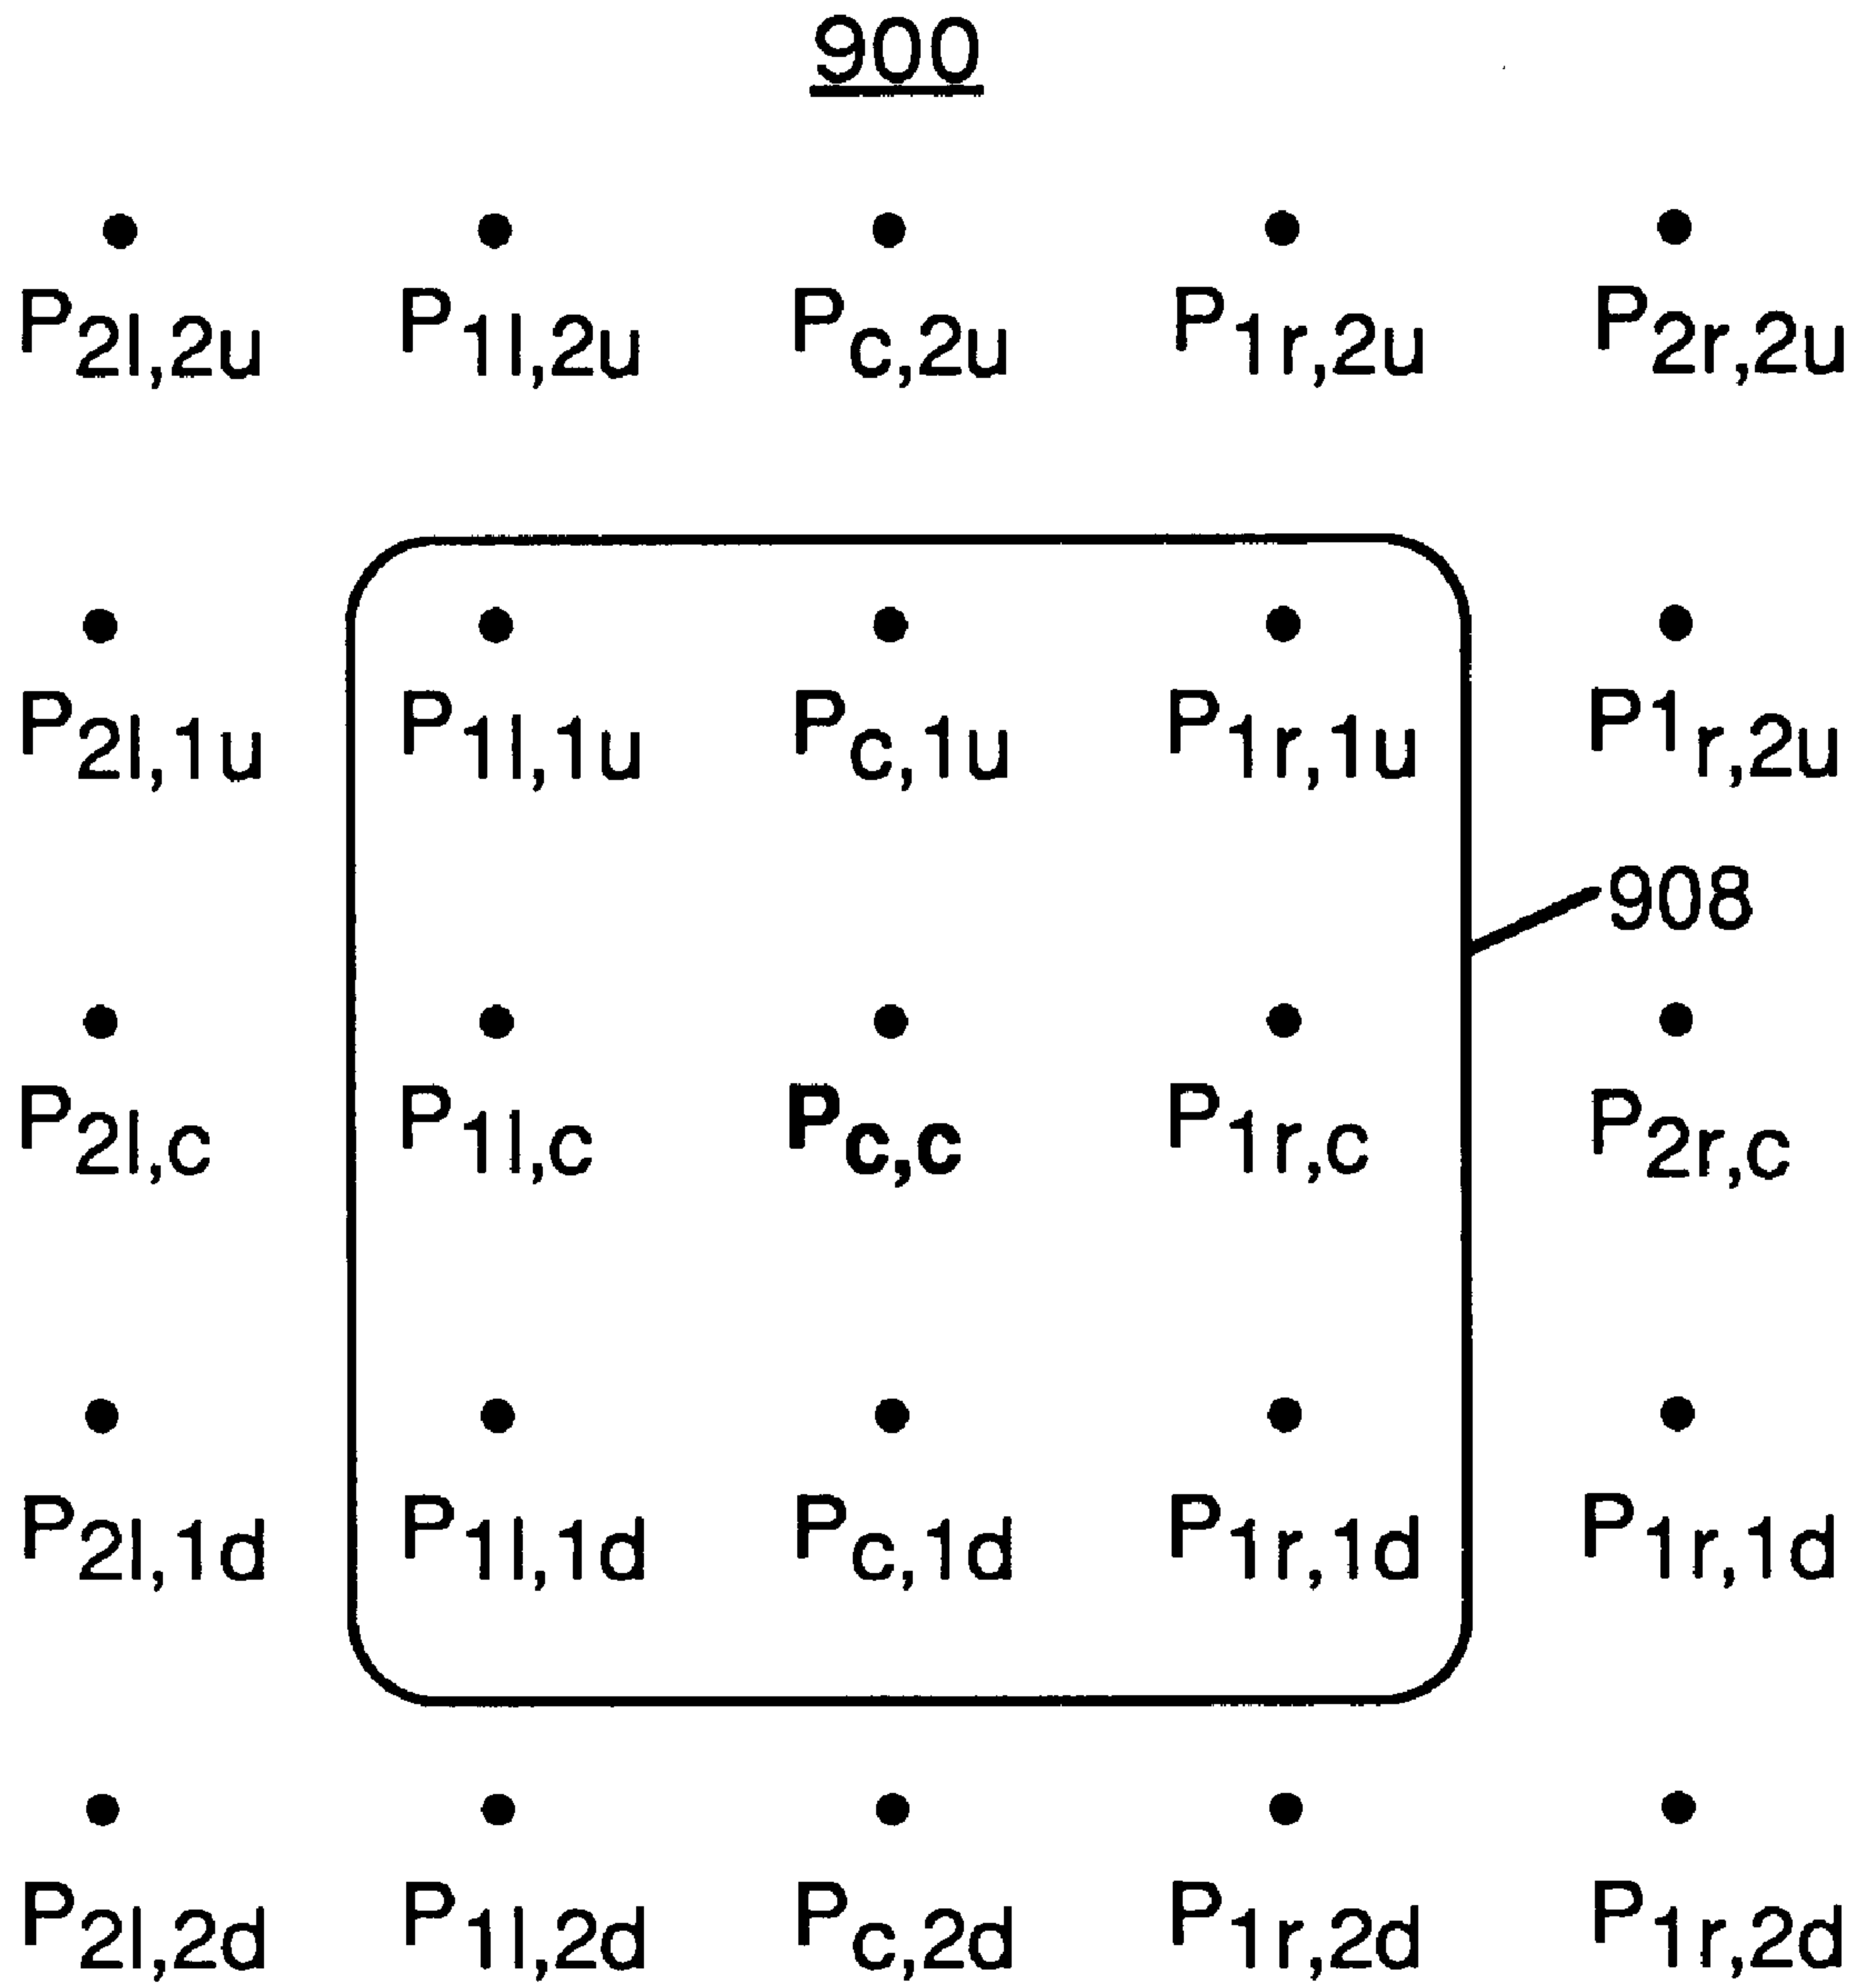 900
P2l,2u P1l,2u Pc,2u P1r,2u P2r,2u
P2l,1u P1l,1u Pc,1u P1r,1u P1r,2u
908
P2l,c P1l,c Pc,c P1r,c P2r,c
P2l,1d P1l,1d Pc,1d P1r,1d P1r,1d
P2l,2d P1l,2d Pc,2d P1r,2d P1r,2d